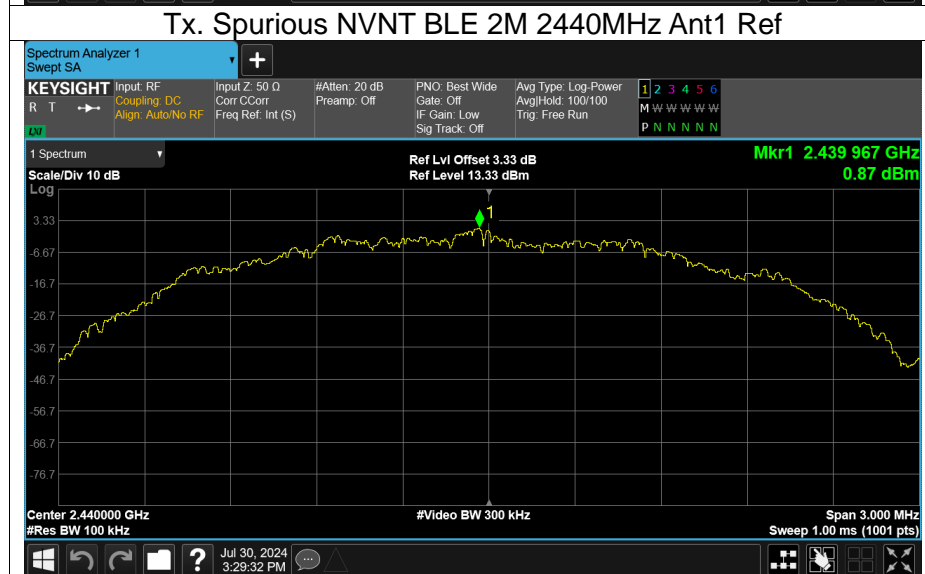 Tx. Spurious NVNT BLE 2M 2440MHz Ant1 Ref
Spectrum Analyzer 1
Swept SA
+
KEYSIGHT
R T
LXI
Input: RF
Coupling: DC
Align: Auto/No RF
Input Z: 50 Ω
Corr CCorr
Freq Ref: Int (S)
#Atten: 20 dB
Preamp: Off
PNO: Best Wide
Gate: Off
IF Gain: Low
Sig Track: Off
Avg Type: Log-Power
Avg|Hold: 100/100
Trig: Free Run
1 2 3 4 5 6
M W W W W W
P N N N N N
1 Spectrum
Scale/Div 10 dB
Ref Lvl Offset 3.33 dB
Ref Level 13.33 dBm
Mkr1 2.439 967 GHz
0.87 dBm
Log
1
3.33
-6.67
-16.7
-26.7
-36.7
-46.7
-56.7
-66.7
-76.7
Center 2.440000 GHz
#Res BW 100 kHz
#Video BW 300 kHz
Span 3.000 MHz
Sweep 1.00 ms (1001 pts)
?
Jul 30, 2024
3:29:32 PM